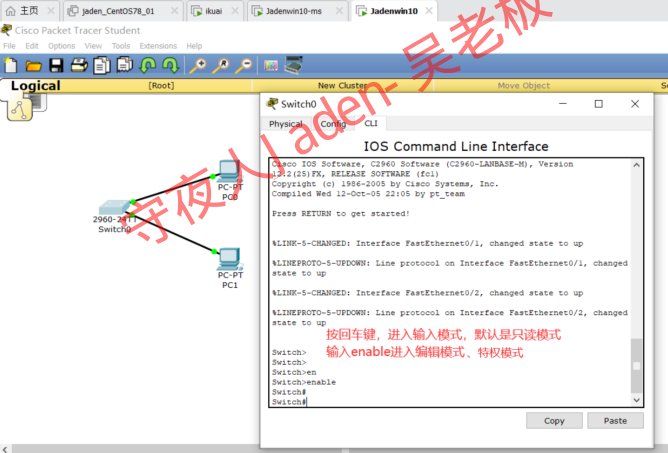 主页
jaden_CentOS78_01
ikuai
Jadenwin10-ms
Jadenwin10
Cisco Packet Tracer Student
File Edit Options View Tools Extensions Help
Logical
[Root]
New Cluster
Move Object
守夜人Jaden-吴老板
PC-PT
PC0
2960-24TT
Switch0
PC-PT
PC1
Switch0
Physical Config CLI
IOS Command Line Interface
Cisco IOS Software, C2960 Software (C2960-LANBASE-M), Version
12.2(25)FX, RELEASE SOFTWARE (fc1)
Copyright (c) 1986-2005 by Cisco Systems, Inc.
Compiled Wed 12-Oct-05 22:05 by pt_team
Press RETURN to get started!
%LINK-5-CHANGED: Interface FastEthernet0/1, changed state to up
%LINEPROTO-5-UPDOWN: Line protocol on Interface FastEthernet0/1, changed
state to up
%LINK-5-CHANGED: Interface FastEthernet0/2, changed state to up
%LINEPROTO-5-UPDOWN: Line protocol on Interface FastEthernet0/2, changed
state to up
按回车键，进入输入模式，默认是只读模式
Switch>
输入enable进入编辑模式、特权模式
Switch>
Switch>en
Switch>enable
Switch#
Switch#
Copy
Paste